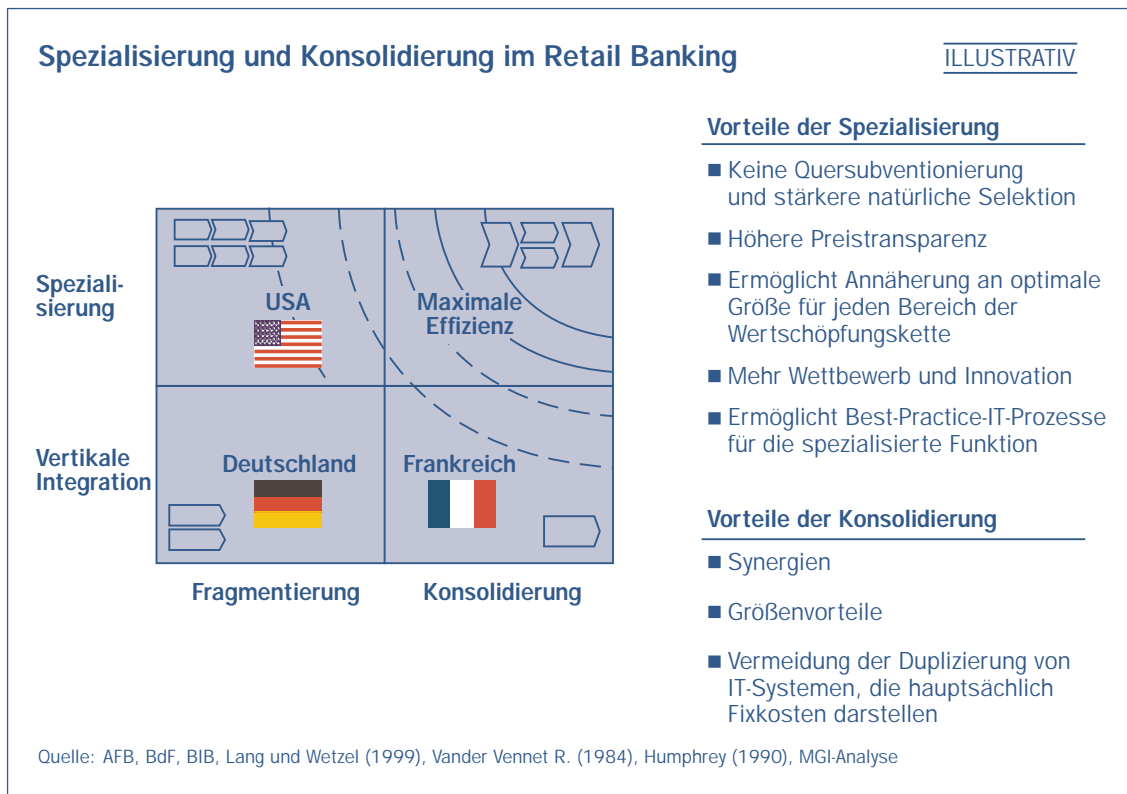 Spezialisierung und Konsolidierung im Retail Banking
ILLUSTRATIV
Speziali-
sierung
Vertikale
Integration
USA
Maximale
Effizienz
Deutschland
Frankreich
Fragmentierung
Konsolidierung
Vorteile der Spezialisierung
■ Keine Quersubventionierung
und stärkere natürliche Selektion
■ Höhere Preistransparenz
■ Ermöglicht Annäherung an optimale
Größe für jeden Bereich der
Wertschöpfungskette
■ Mehr Wettbewerb und Innovation
■ Ermöglicht Best-Practice-IT-Prozesse
für die spezialisierte Funktion
Vorteile der Konsolidierung
■ Synergien
■ Größenvorteile
■ Vermeidung der Duplizierung von
IT-Systemen, die hauptsächlich
Fixkosten darstellen
Quelle: AFB, BdF, BIB, Lang und Wetzel (1999), Vander Vennet R. (1984), Humphrey (1990), MGI-Analyse